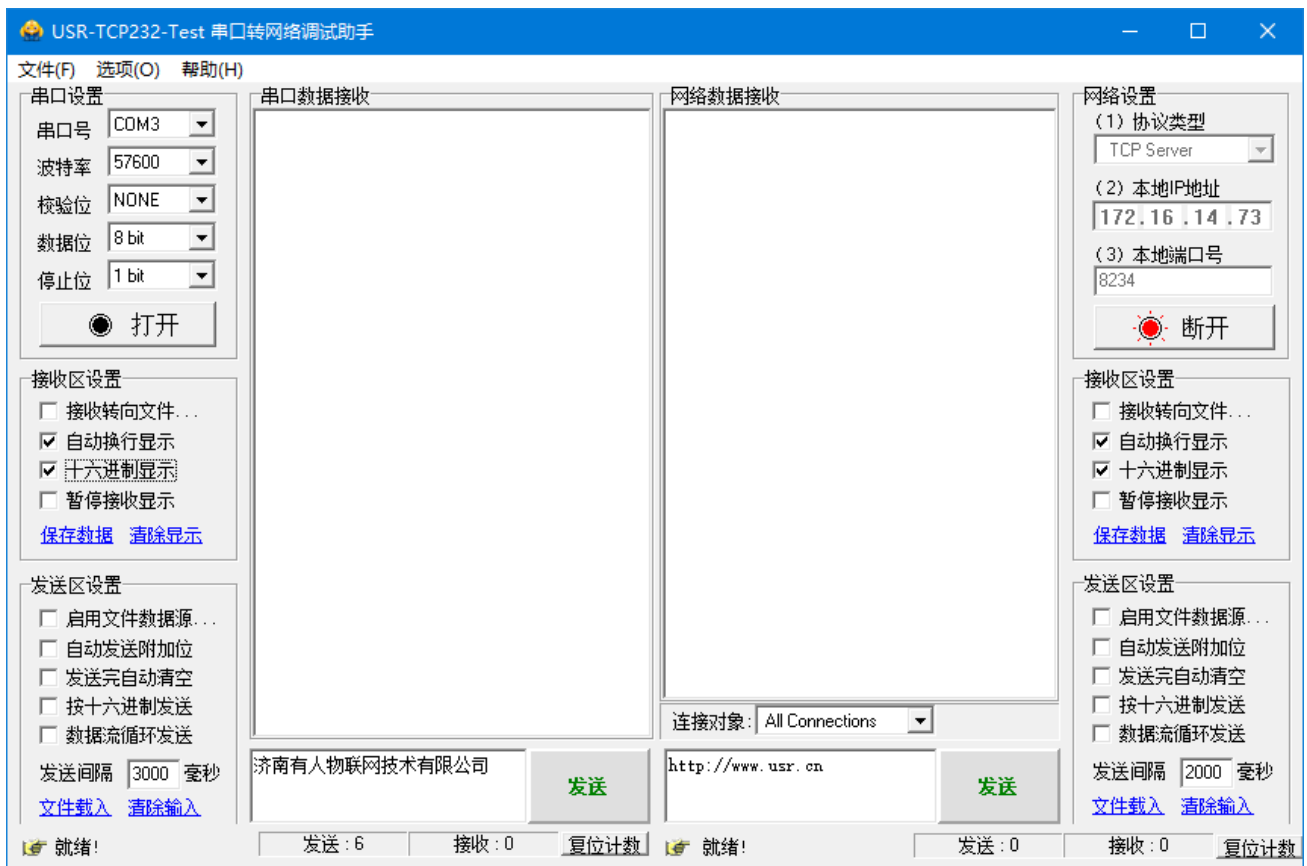 USR-TCP232-Test 串口转网络调试助手
文件(F) 选项(O) 帮助(H)
串口设置
串口号 COM3
波特率 57600
校验位 NONE
数据位 8 bit
停止位 1 bit
打开
接收区设置
接收转向文件...
自动换行显示
十六进制显示
暂停接收显示
保存数据 清除显示
发送区设置
启用文件数据源...
自动发送附加位
发送完自动清空
按十六进制发送
数据流循环发送
发送间隔 3000 毫秒
文件载入 清除输入
就绪!
串口数据接收
济南有人物联网技术有限公司
发送
发送 : 6 接收 : 0 复位计数
网络数据接收
连接对象: All Connections
http://www.usr.cn
发送
就绪!
发送 : 0 接收 : 0 复位计数
网络设置
(1) 协议类型
TCP Server
(2) 本地IP地址
172.16 .14 .73
(3) 本地端口号
8234
断开
接收区设置
接收转向文件...
自动换行显示
十六进制显示
暂停接收显示
保存数据 清除显示
发送区设置
启用文件数据源...
自动发送附加位
发送完自动清空
按十六进制发送
数据流循环发送
发送间隔 2000 毫秒
文件载入 清除输入